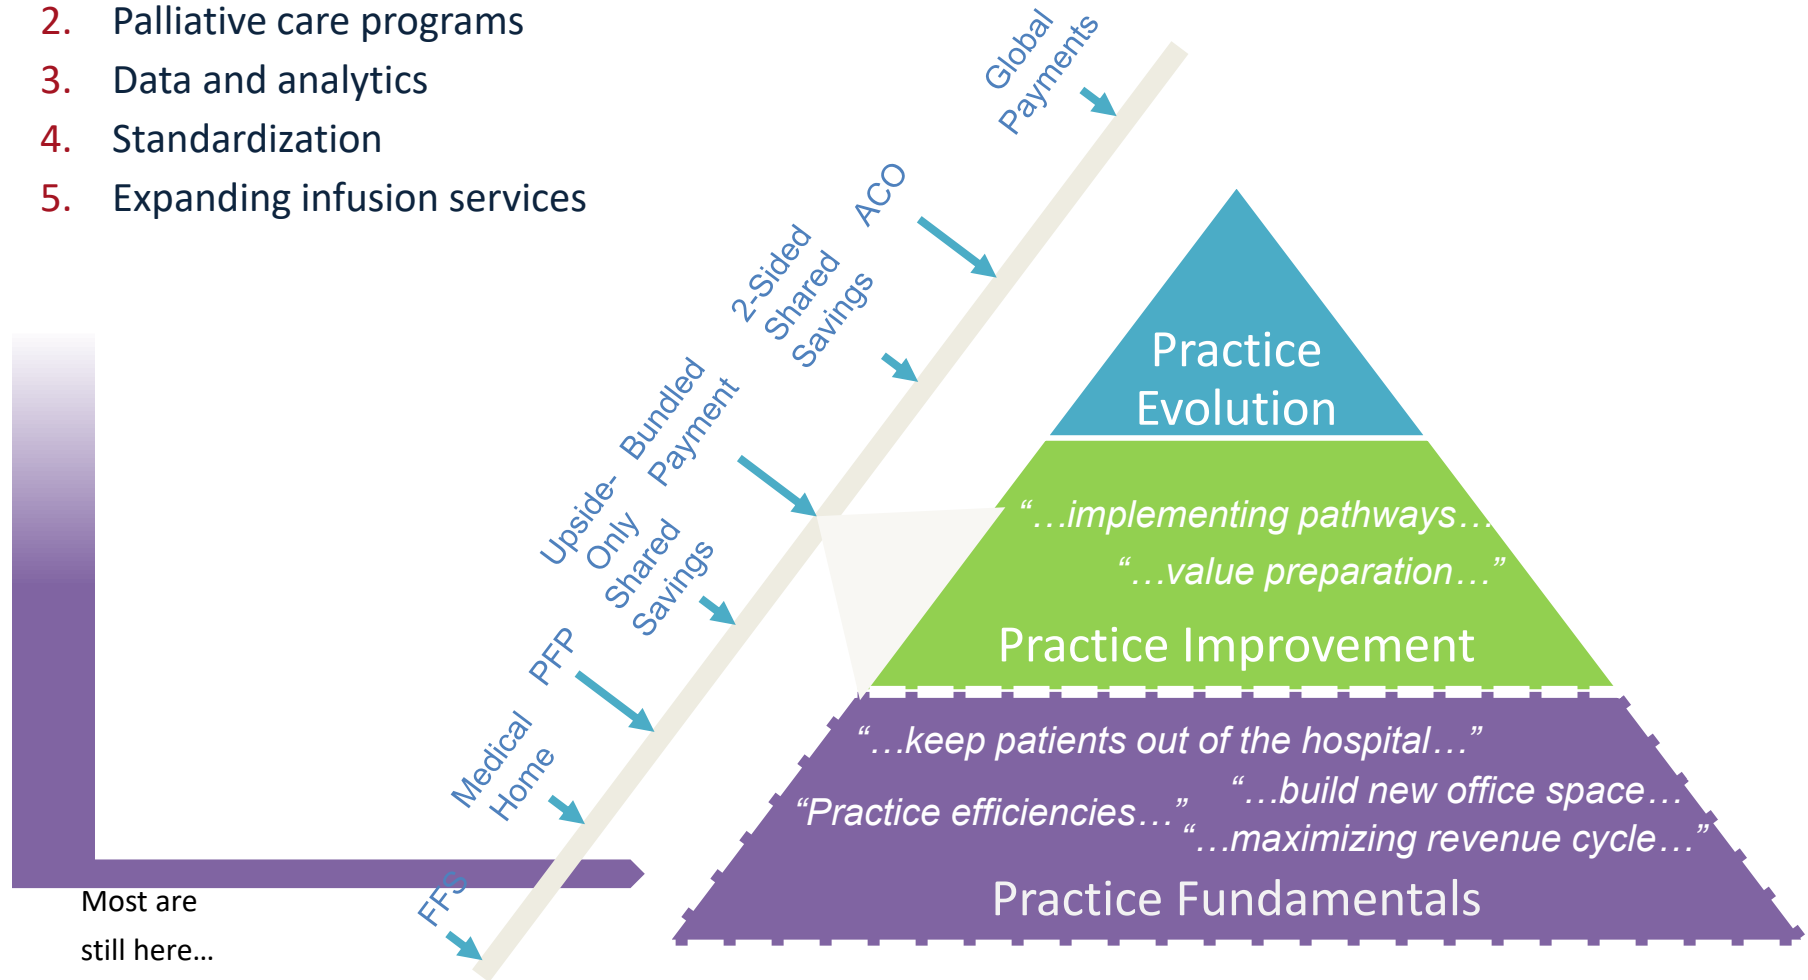 2. Palliative care programs
3. Data and analytics
4. Standardization
5. Expanding infusion services
Global
Payments
ACO
2-Sided
Shared
Savings
Bundled
Payment
Upside-
Only
Shared
Savings
PFP
Medical
Home
FFS
Practice
Evolution
“…implementing pathways…
“…value preparation…”
Practice Improvement
“…keep patients out of the hospital…”
“Practice efficiencies…”
“…build new office space…
“…maximizing revenue cycle…”
Practice Fundamentals
Most are
still here…